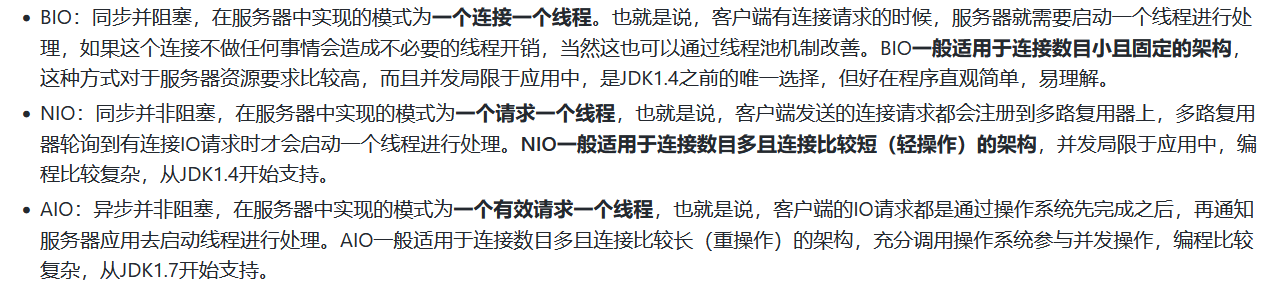 • BIO：同步并阻塞，在服务器中实现的模式为一个连接一个线程。也就是说，客户端有连接请求的时候，服务器就需要启动一个线程进行处
理，如果这个连接不做任何事情会造成不必要的线程开销，当然这也可以通过线程池机制改善。BIO一般适用于连接数目小且固定的架构，
这种方式对于服务器资源要求比较高，而且并发局限于应用中，是JDK1.4之前的唯一选择，但好在程序直观简单，易理解。
• NIO：同步并非阻塞，在服务器中实现的模式为一个请求一个线程，也就是说，客户端发送的连接请求都会注册到多路复用器上，多路复用
器轮询到有连接IO请求时才会启动一个线程进行处理。NIO一般适用于连接数目多且连接比较短（轻操作）的架构，并发局限于应用中，编
程比较复杂，从JDK1.4开始支持。
• AIO：异步并非阻塞，在服务器中实现的模式为一个有效请求一个线程，也就是说，客户端的IO请求都是通过操作系统先完成之后，再通知
服务器应用去启动线程进行处理。AIO一般适用于连接数目多且连接比较长（重操作）的架构，充分调用操作系统参与并发操作，编程比较
复杂，从JDK1.7开始支持。